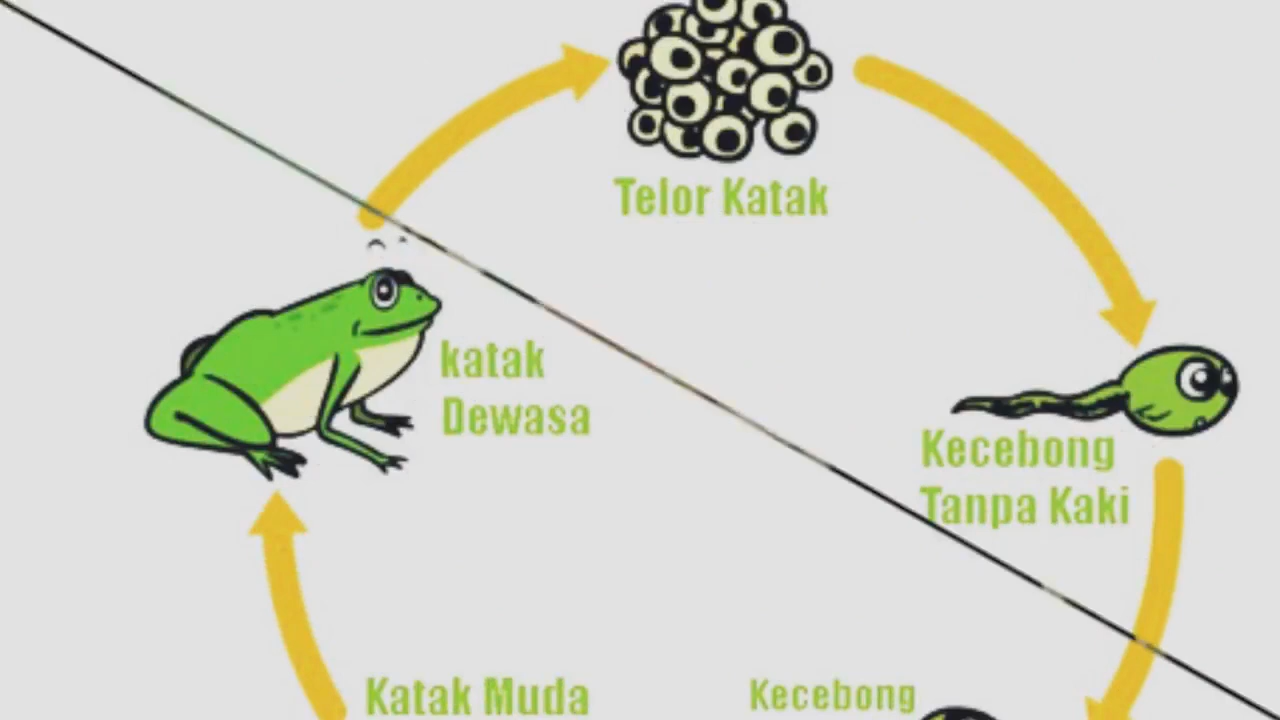 Telor Katak
katak
Dewasa
Kecebong
Tanpa Kaki
Katak Muda
Kecebong